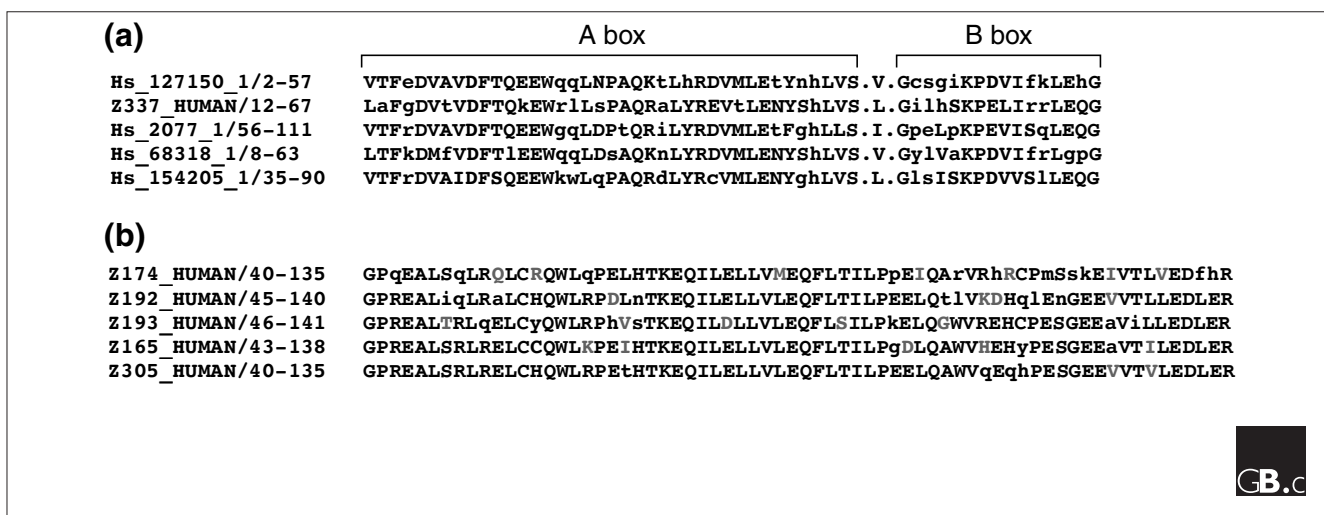 (a)
A box B box
Hs_127150_1/2-57 VTFeDVAVDFTQEEWqqLNPAQKtLhRDVMLEtYnhLVS.V.GcsgiKPDVIfkLEhG
Z337_HUMAN/12-67 LaFgDVtVDFTQkEWrlLsPAQRaLYREVtLENYShLVS.L.GilhSKPELIrrLEQG
Hs_2077_1/56-111 VTFrDVAVDFTQEEWgqLDPtQRiLYRDVMLEtFghLLS.I.GpeLpKPEVISqLEQG
Hs_68318_1/8-63 LTFkDMfVDFTlEEWqqLDsAQKnLYRDVMLENYShLVS.V.GylVaKPDVIfrLgpG
Hs_154205_1/35-90 VTFrDVAIDFSQEEWkwLqPAQRdLYRcVMLENYghLVS.L.GlsISKPDVVSlLEQG
(b)
Z174_HUMAN/40-135 GPqEALSqLRQLCRQWLqPELHTKEQILELLVMEQFLTILPpEIQArVRhRCPmSskEIVTLVEDfhR
Z192_HUMAN/45-140 GPREALiqLRaLCHQWLRPDLnTKEQILELLVLEQFLTILPEELQtlVKDHqlEnGEEVVTLLEDLER
Z193_HUMAN/46-141 GPREALTRLqELCyQWLRPhVsTKEQILDLLVLEQFLSILPkELQGWVREHCPESGEEaViLLEDLER
Z165_HUMAN/43-138 GPREALSRLRELCCQWLKPEIHTKEQILELLVLEQFLTILPgDLQAWVHEHyPESGEEaVTILEDLER
Z305_HUMAN/40-135 GPREALSRLRELCHQWLRPEtHTKEQILELLVLEQFLTILPEELQAWVqEqhPESGEEVVTVLEDLER
GB.c